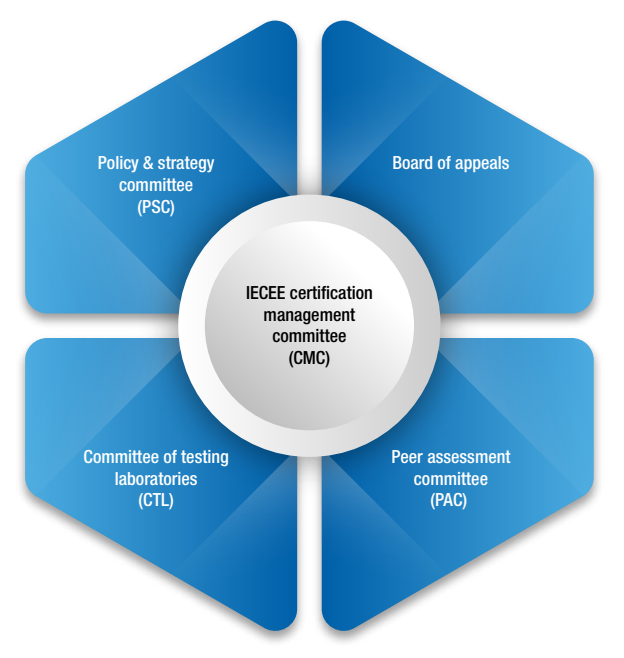 Policy & strategy
committee
(PSC)
Board of appeals
IECEE certification
management
committee
(CMC)
Committee of testing
laboratories
(CTL)
Peer assessment
committee
(PAC)